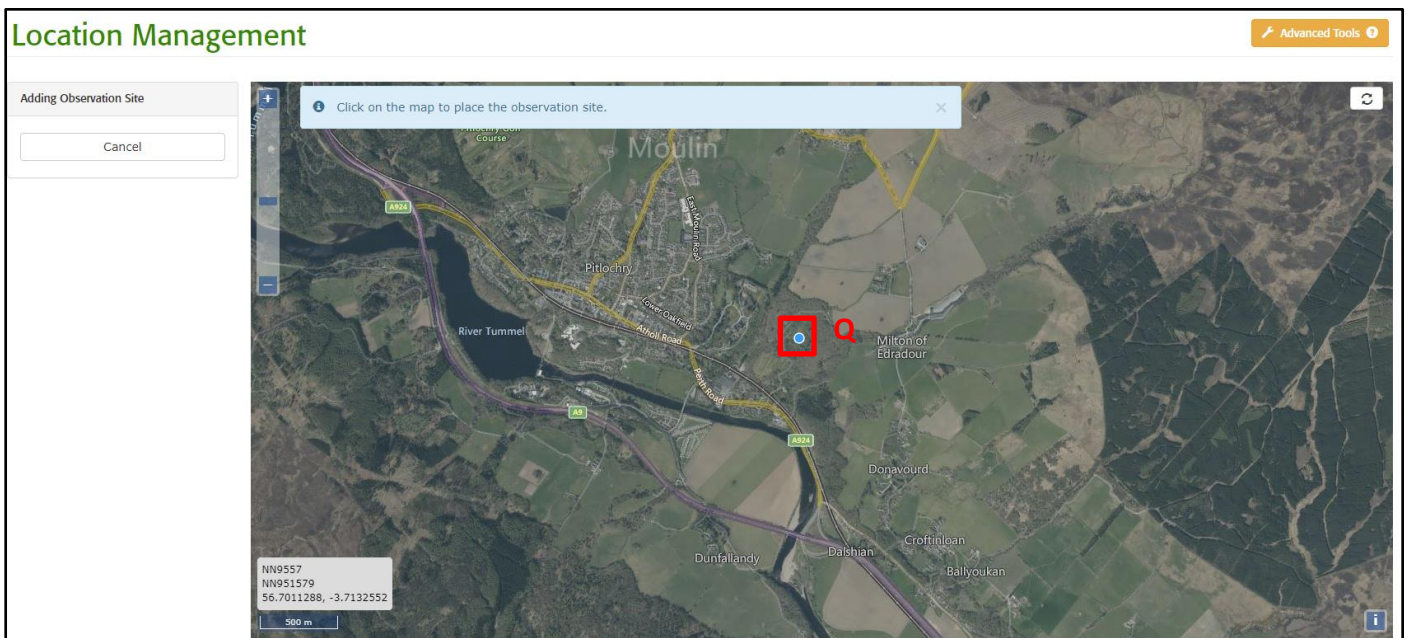 Location Management
Advanced Tools
Adding Observation Site
Cancel
+
Click on the map to place the observation site.
×
Course
Moulin
A924
East Moulin Road
Pitlochry
Lower Oakfield
River Tummel
Atholl Road
Q
Milton of
Edradour
Perth Road
A9
A924
Donavourd
Croftinloan
Dunfallandy
Dalshian
Ballyoukan
NN9557
NN951579
56.7011288, -3.7132552
500 m
i